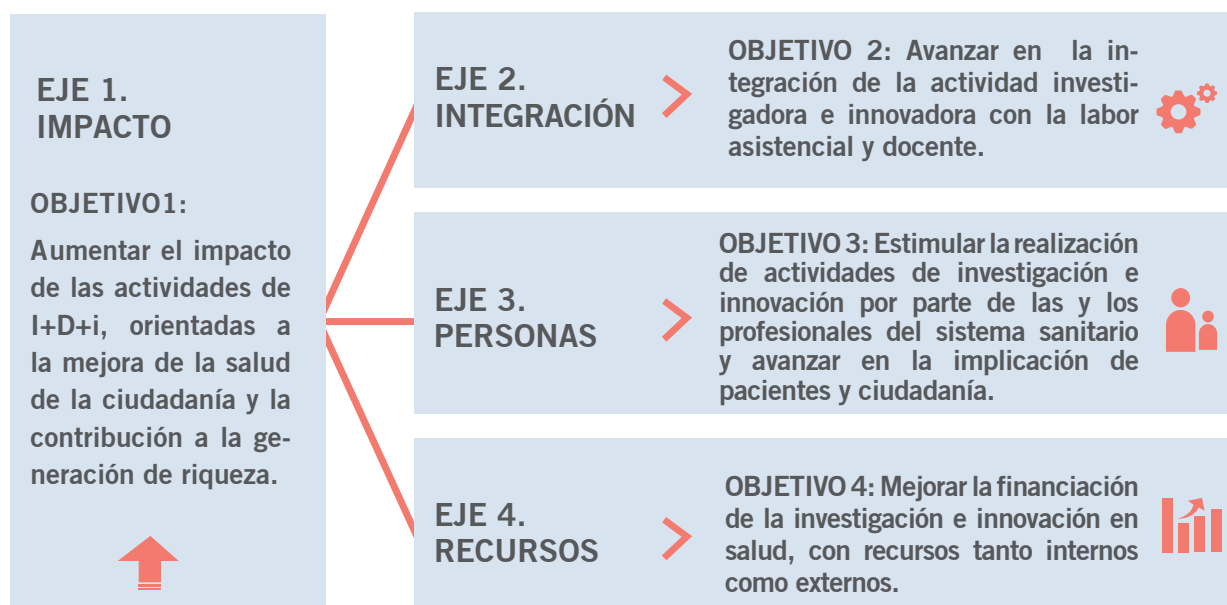 EJE 1.
IMPACTO
OBJETIVO1:
Aumentar el impacto
de las actividades de
I+D+i, orientadas a
la mejora de la salud
de la ciudadanía y la
contribución a la ge-
neración de riqueza.
EJE 2.
INTEGRACIÓN
OBJETIVO 2: Avanzar en la in-
tegración de la actividad investi-
gadora e innovadora con la labor
asistencial y docente.
EJE 3.
PERSONAS
OBJETIVO 3: Estimular la realización
de actividades de investigación e
innovación por parte de las y los
profesionales del sistema sanitario
y avanzar en la implicación de
pacientes y ciudadanía.
EJE 4.
RECURSOS
OBJETIVO 4: Mejorar la financiación
de la investigación e innovación en
salud, con recursos tanto internos
como externos.